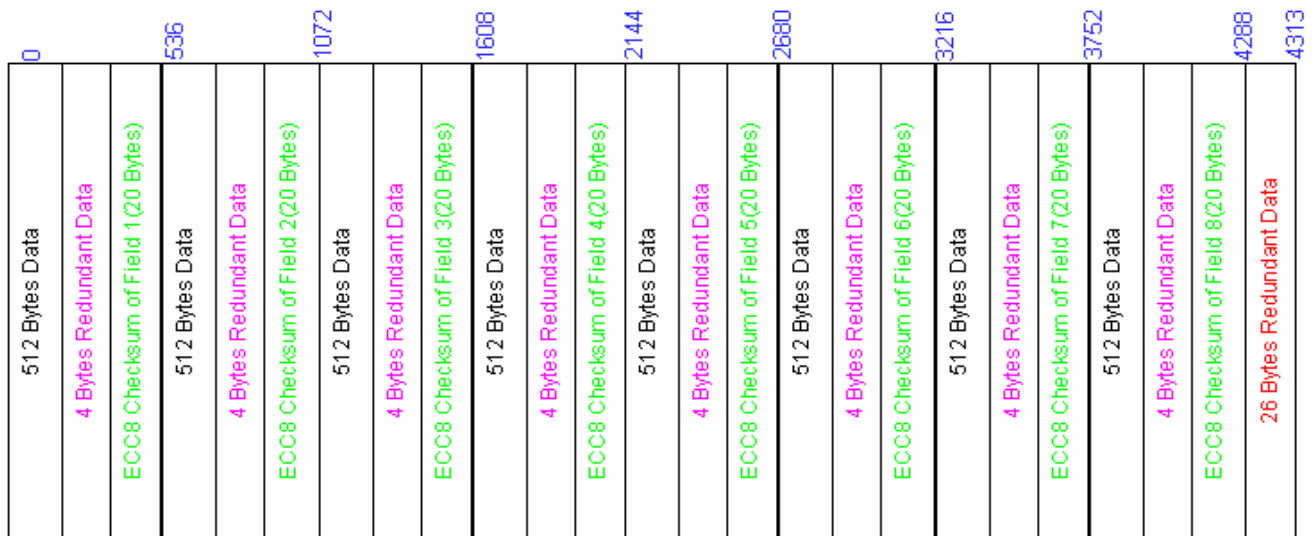 0
536
1072
1608
2144
2680
3216
3752
4288
4313
512 Bytes Data
4 Bytes Redundant Data
ECC8 Checksum of Field 1(20 Bytes)
512 Bytes Data
4 Bytes Redundant Data
ECC8 Checksum of Field 2(20 Bytes)
512 Bytes Data
4 Bytes Redundant Data
ECC8 Checksum of Field 3(20 Bytes)
512 Bytes Data
4 Bytes Redundant Data
ECC8 Checksum of Field 4(20 Bytes)
512 Bytes Data
4 Bytes Redundant Data
ECC8 Checksum of Field 5(20 Bytes)
512 Bytes Data
4 Bytes Redundant Data
ECC8 Checksum of Field 6(20 Bytes)
512 Bytes Data
4 Bytes Redundant Data
ECC8 Checksum of Field 7(20 Bytes)
512 Bytes Data
4 Bytes Redundant Data
ECC8 Checksum of Field 8(20 Bytes)
26 Bytes Redundant Data